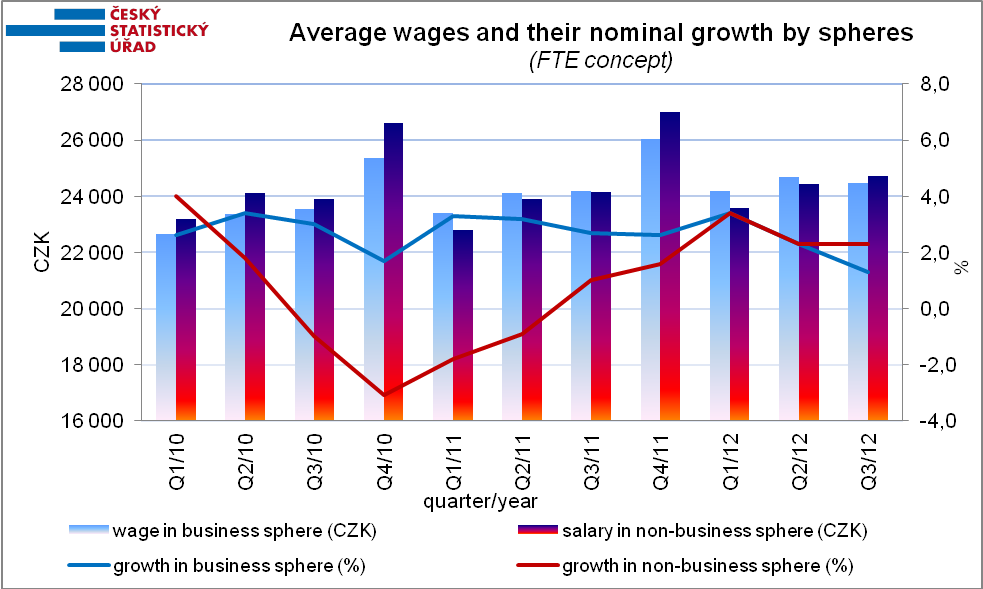 ČESKÝ
STATISTICKÝ
ÚŘAD
Average wages and their nominal growth by spheres
(FTE concept)
28 000
26 000
24 000
22 000
20 000
18 000
16 000
CZK
8,0
6,0
4,0
2,0
0,0
-2,0
-4,0
%
Q1/10
Q2/10
Q3/10
Q4/10
Q1/11
Q2/11
Q3/11
Q4/11
Q1/12
Q2/12
Q3/12
quarter/year
wage in business sphere (CZK)
salary in non-business sphere (CZK)
growth in business sphere (%)
growth in non-business sphere (%)